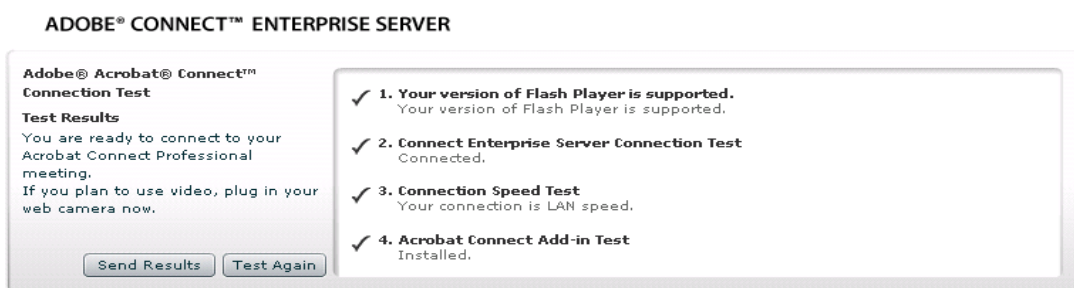 ADOBE® CONNECT™ ENTERPRISE SERVER
Adobe® Acrobat® Connect™
Connection Test
Test Results
You are ready to connect to your
Acrobat Connect Professional
meeting.
If you plan to use video, plug in your
web camera now.
Send Results
Test Again
1. Your version of Flash Player is supported.
Your version of Flash Player is supported.
2. Connect Enterprise Server Connection Test
Connected.
3. Connection Speed Test
Your connection is LAN speed.
4. Acrobat Connect Add-in Test
Installed.